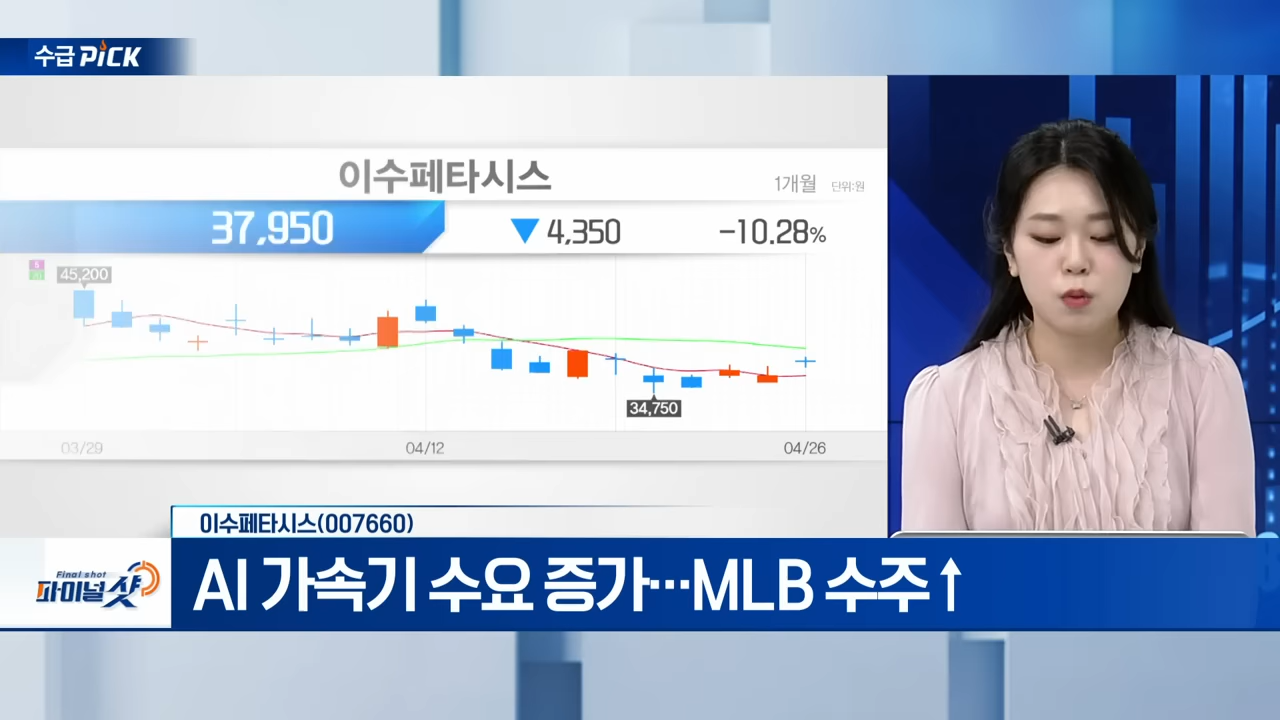 수급 PICK
이수페타시스
1개월 단위:원
37,950 ▼ 4,350 -10.28%
5
20
45,200
34,750
03/29 04/12 04/26
이수페타시스(007660)
Final shot
파이널샷
AI 가속기 수요 증가…MLB 수주↑